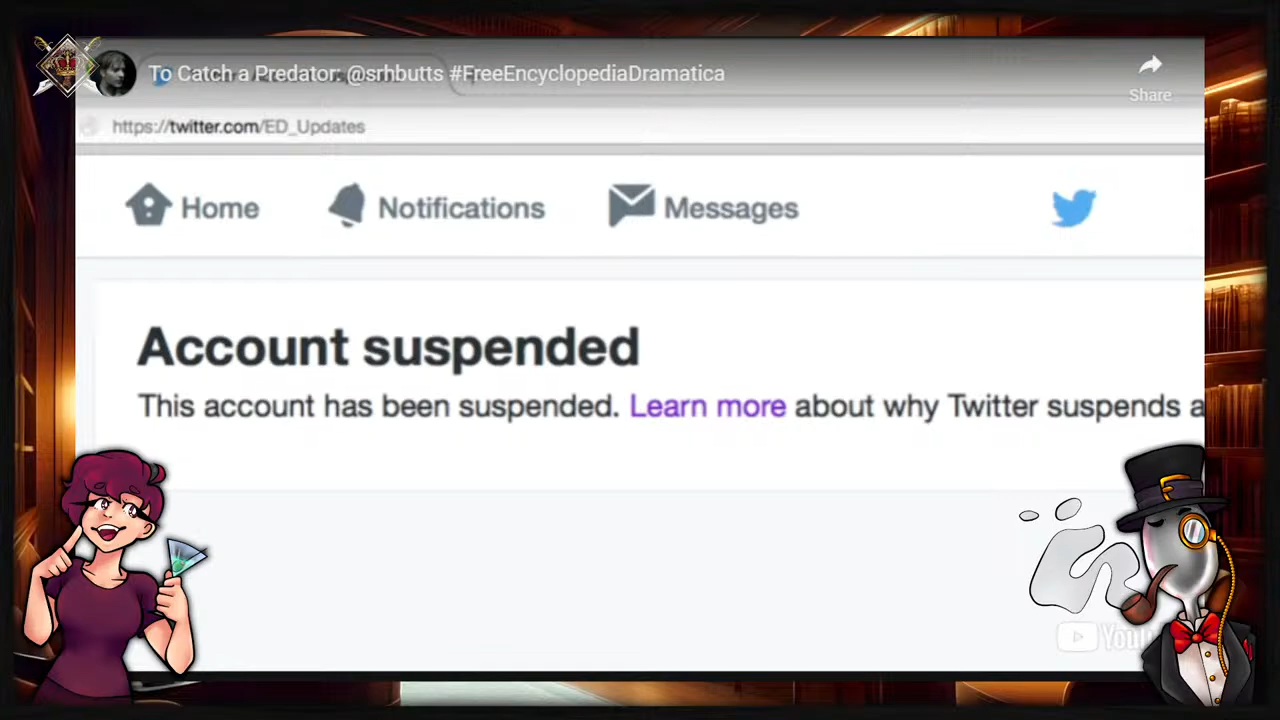 To Catch a Predator: @srhbutts #FreeEncyclopediaDramatica
Share
https://twitter.com/ED_Updates
Home Notifications Messages
Account suspended
This account has been suspended. Learn more about why Twitter suspends a